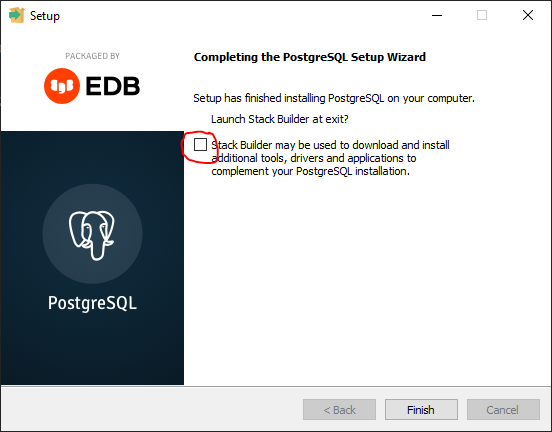 Setup
PACKAGED BY
EDB
Completing the PostgreSQL Setup Wizard
Setup has finished installing PostgreSQL on your computer.
Launch Stack Builder at exit?
Stack Builder may be used to download and install
additional tools, drivers and applications to
complement your PostgreSQL installation.
PostgreSQL
< Back
Finish
Cancel